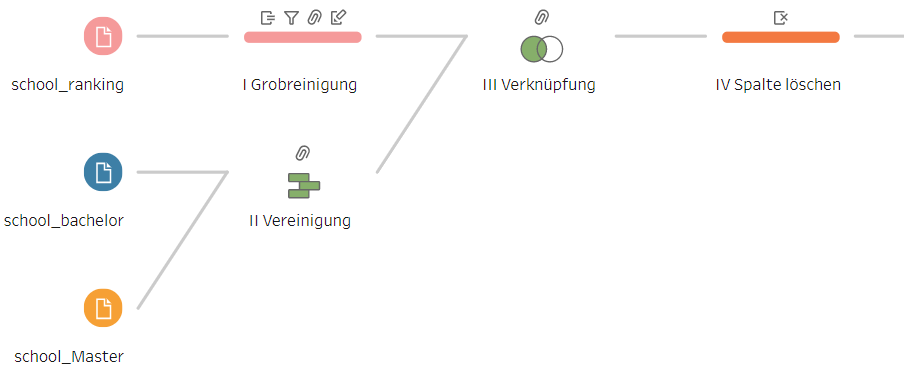 school_ranking
I Grobreinigung
III Verknüpfung
IV Spalte löschen
school_bachelor
II Vereinigung
school_Master